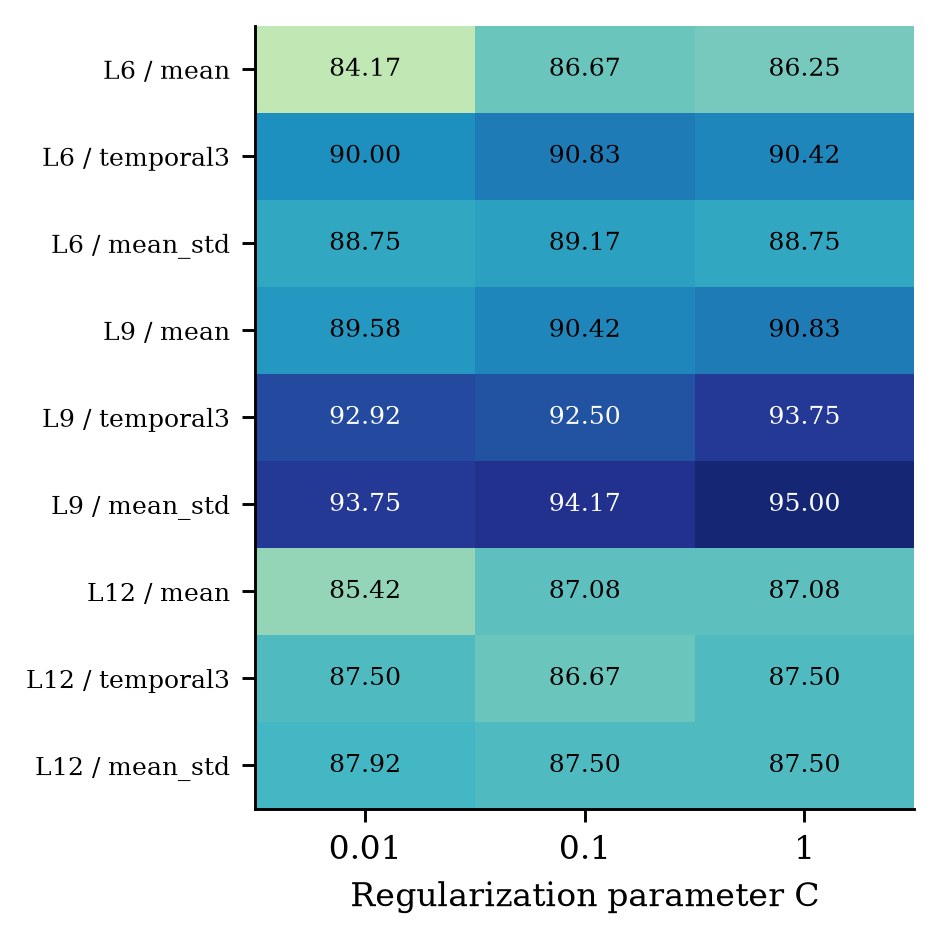 L6 / mean 84.17 86.67 86.25
L6 / temporal3 90.00 90.83 90.42
L6 / mean_std 88.75 89.17 88.75
L9 / mean 89.58 90.42 90.83
L9 / temporal3 92.92 92.50 93.75
L9 / mean_std 93.75 94.17 95.00
L12 / mean 85.42 87.08 87.08
L12 / temporal3 87.50 86.67 87.50
L12 / mean_std 87.92 87.50 87.50
0.01 0.1 1
Regularization parameter C